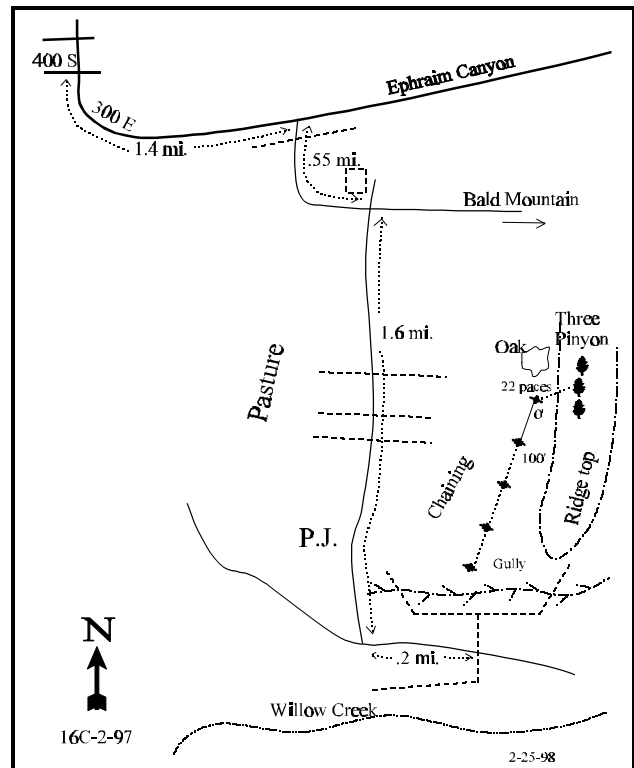 400 S
Ephraim Canyon
300 E
1.4 mi.
.55 mi.
Bald Mountain
1.6 mi.
Three
Pinyon
Oak
22 paces
0'
Pasture
100'
Chaining
Ridge top
P.J.
Gully
N
.2 mi.
Willow Creek
16C-2-97
2-25-98